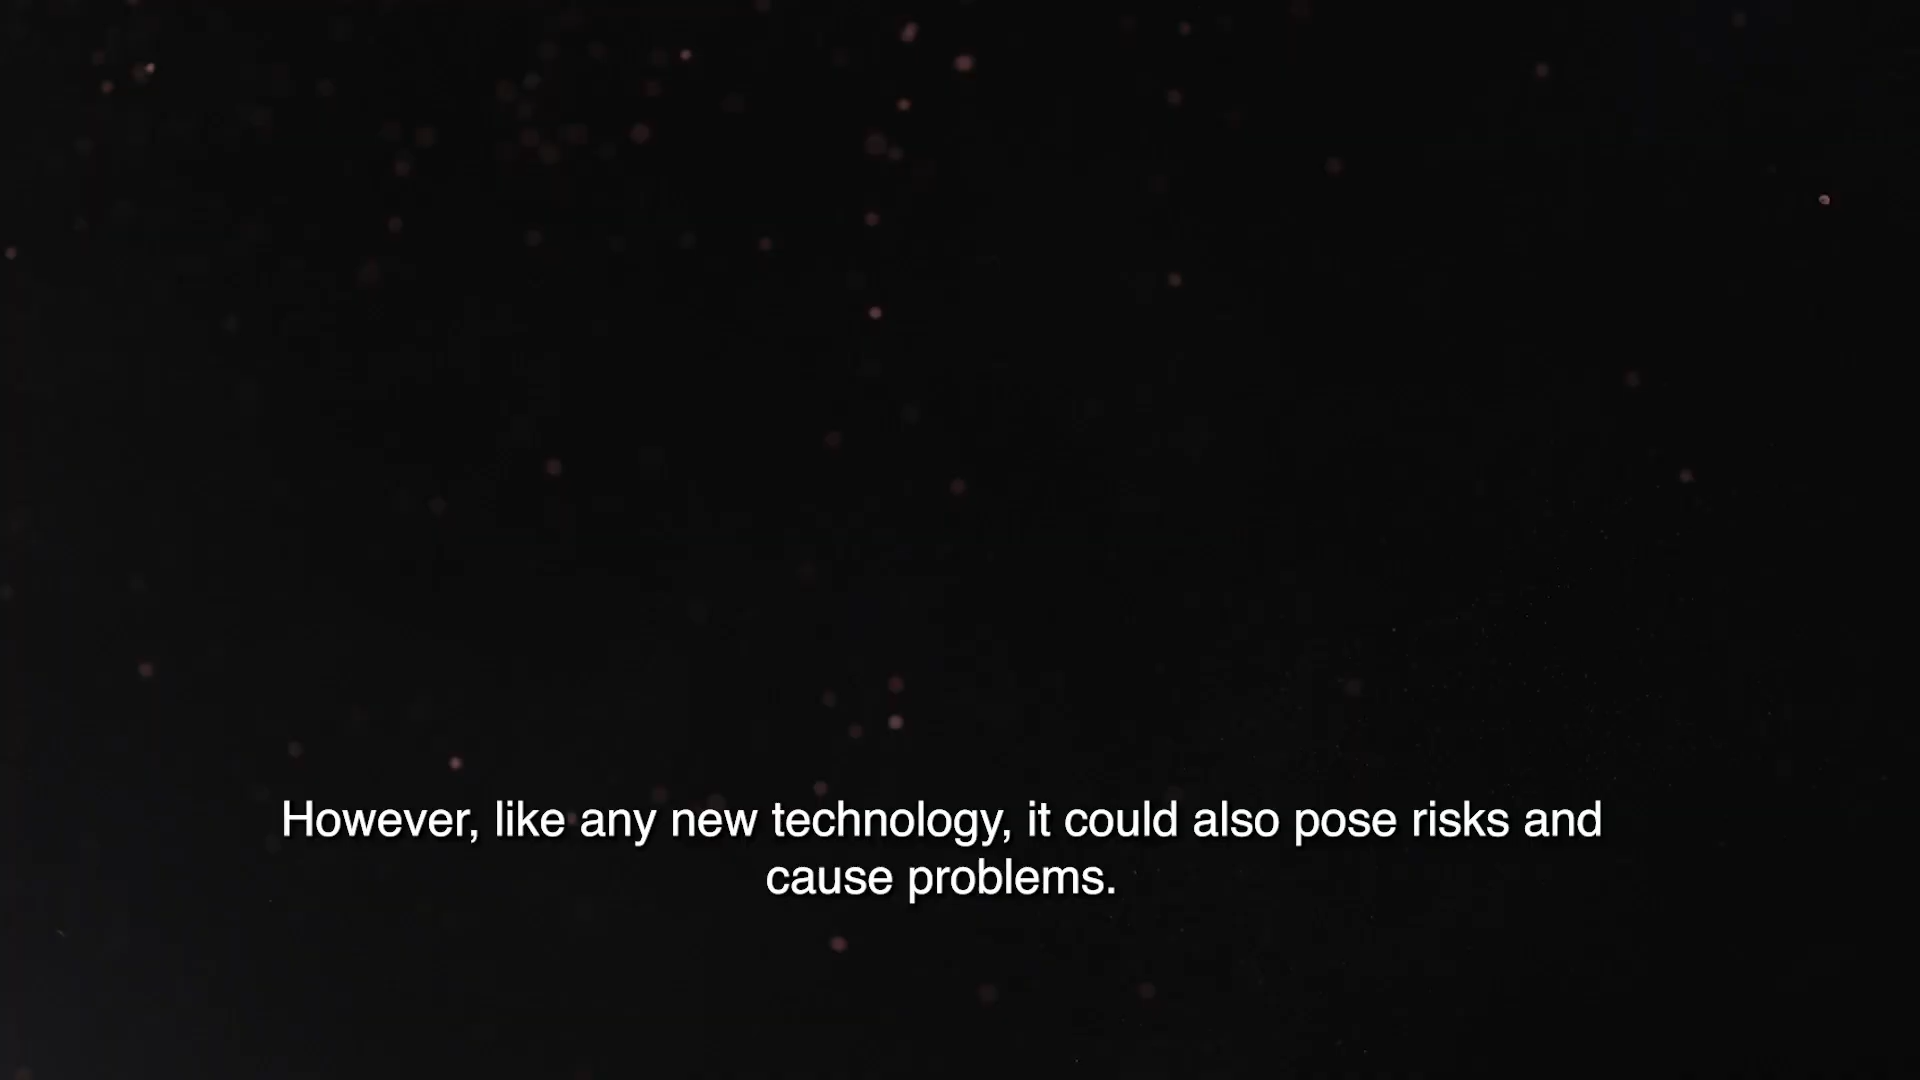 However, like any new technology, it could also pose risks and
cause problems.